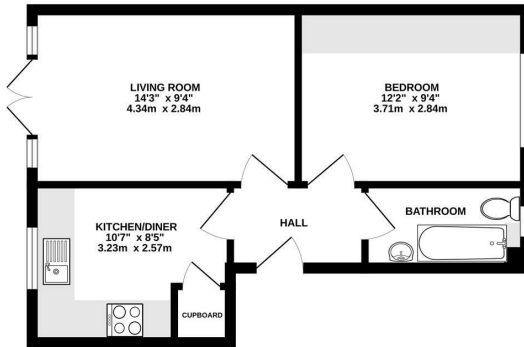 LIVING ROOM
14'3" x 9'4"
4.34m x 2.84m
BEDROOM
12'2" x 9'4"
3.71m x 2.84m
KITCHEN/DINER
10'7" x 8'5"
3.23m x 2.57m
HALL
BATHROOM
CUPBOARD